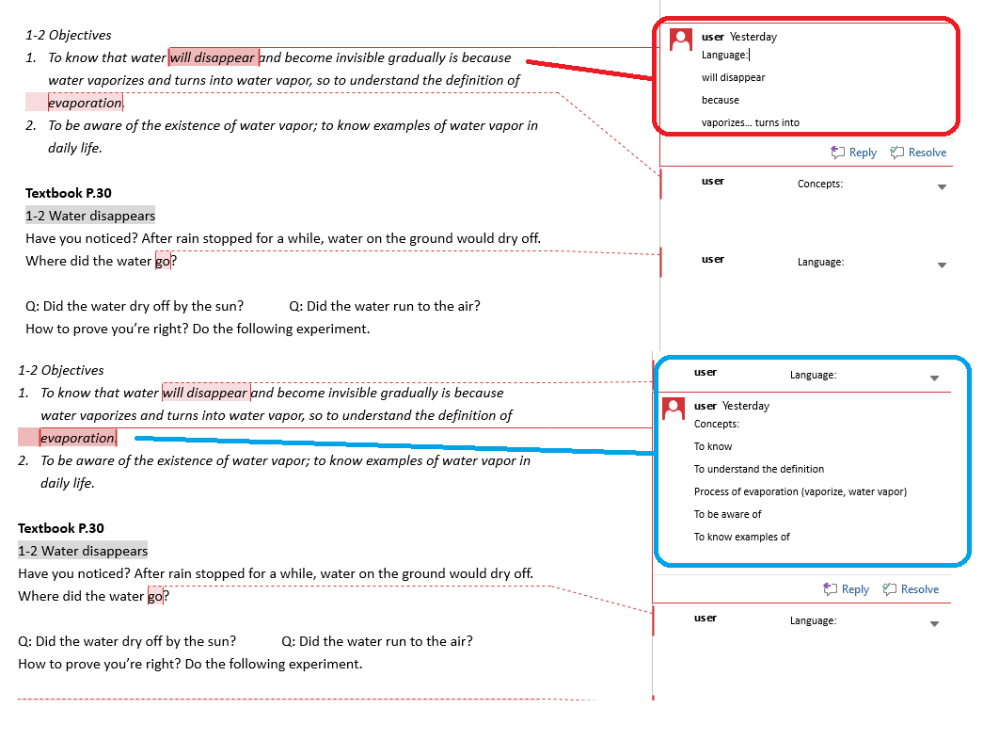 1-2 Objectives
1. To know that water will disappear and become invisible gradually is because
water vaporizes and turns into water vapor, so to understand the definition of
evaporation.
2. To be aware of the existence of water vapor; to know examples of water vapor in
daily life.
Textbook P.30
1-2 Water disappears
Have you noticed? After rain stopped for a while, water on the ground would dry off.
Where did the water go?
Q: Did the water dry off by the sun? Q: Did the water run to the air?
How to prove you’re right? Do the following experiment.
user Yesterday
Language:
will disappear
because
vaporizes... turns into
Reply Resolve
user Concepts:
user Language:
1-2 Objectives
1. To know that water will disappear and become invisible gradually is because
water vaporizes and turns into water vapor, so to understand the definition of
evaporation.
2. To be aware of the existence of water vapor; to know examples of water vapor in
daily life.
Textbook P.30
1-2 Water disappears
Have you noticed? After rain stopped for a while, water on the ground would dry off.
Where did the water go?
Q: Did the water dry off by the sun? Q: Did the water run to the air?
How to prove you’re right? Do the following experiment.
user Language:
user Yesterday
Concepts:
To know
To understand the definition
Process of evaporation (vaporize, water vapor)
To be aware of
To know examples of
Reply Resolve
user Language: